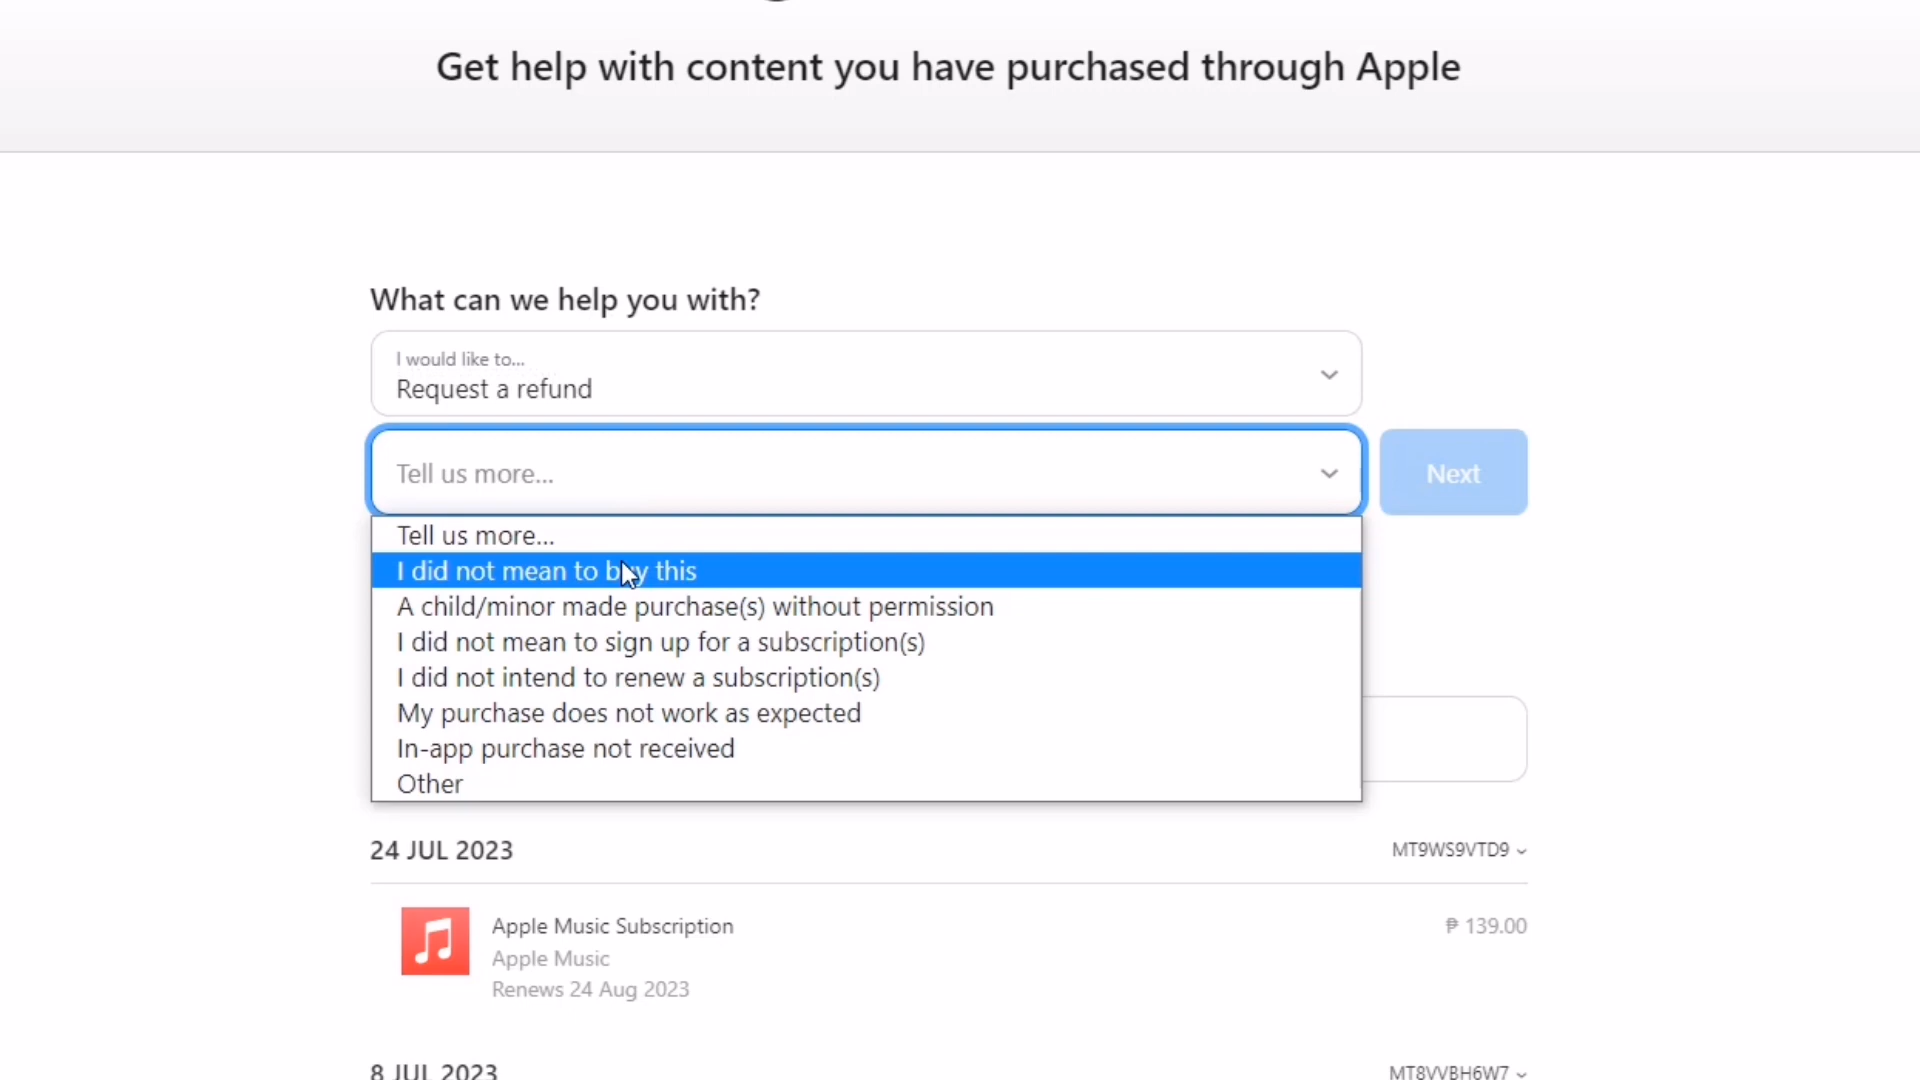 Get help with content you have purchased through Apple
What can we help you with?
I would like to...
Request a refund
Tell us more...
Next
Tell us more...
I did not mean to buy this
A child/minor made purchase(s) without permission
I did not mean to sign up for a subscription(s)
I did not intend to renew a subscription(s)
My purchase does not work as expected
In-app purchase not received
Other
24 JUL 2023
MT9WS9VTD9
Apple Music Subscription
₱ 139.00
Apple Music
Renews 24 Aug 2023
8 JUL 2023
MT8VVBH6W7